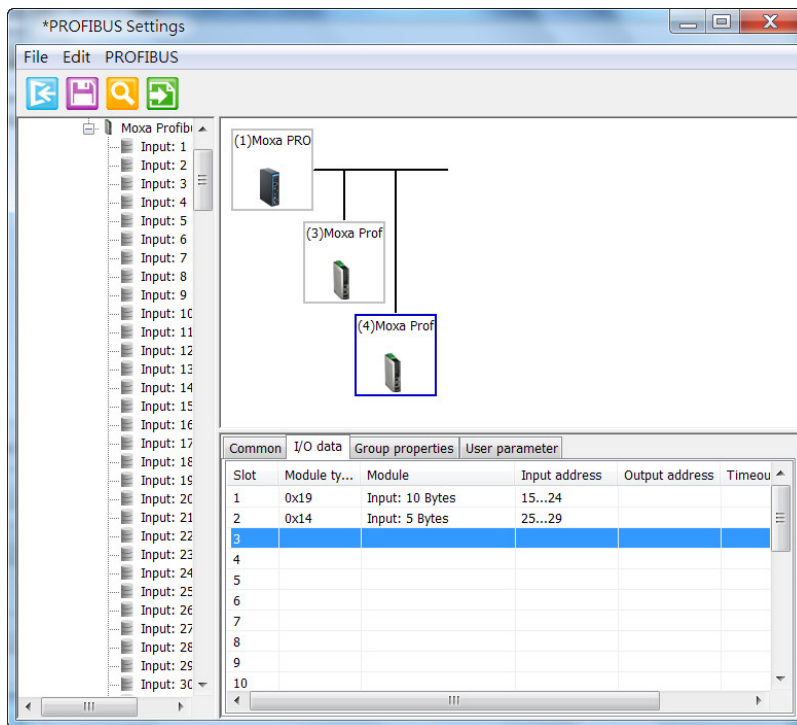 *PROFIBUS Settings
File Edit PROFIBUS
Moxa Profibu
Input: 1
Input: 2
Input: 3
Input: 4
Input: 5
Input: 6
Input: 7
Input: 8
Input: 9
Input: 10
Input: 11
Input: 12
Input: 13
Input: 14
Input: 15
Input: 16
Input: 17
Input: 18
Input: 19
Input: 20
Input: 21
Input: 22
Input: 23
Input: 24
Input: 25
Input: 26
Input: 27
Input: 28
Input: 29
Input: 30
(1)Moxa PRO
(3)Moxa Prof
(4)Moxa Prof
Common I/O data Group properties User parameter
Slot Module ty... Module Input address Output address Timeou
1 0x19 Input: 10 Bytes 15...24
2 0x14 Input: 5 Bytes 25...29
3
4
5
6
7
8
9
10